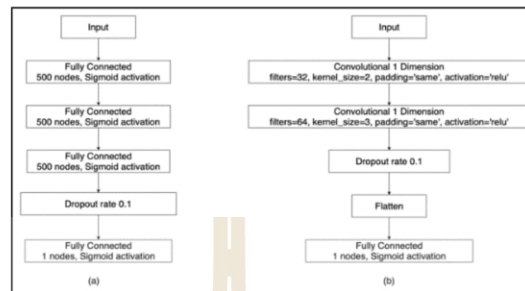 Input
Fully Connected
500 nodes, Sigmoid activation
Fully Connected
500 nodes, Sigmoid activation
Fully Connected
500 nodes, Sigmoid activation
Dropout rate 0.1
Fully Connected
1 nodes, Sigmoid activation
(a)
Input
Convolutional 1 Dimension
filters=32, kernel_size=2, padding='same', activation='relu'
Convolutional 1 Dimension
filters=64, kernel_size=3, padding='same', activation='relu'
Dropout rate 0.1
Flatten
Fully Connected
1 nodes, Sigmoid activation
(b)